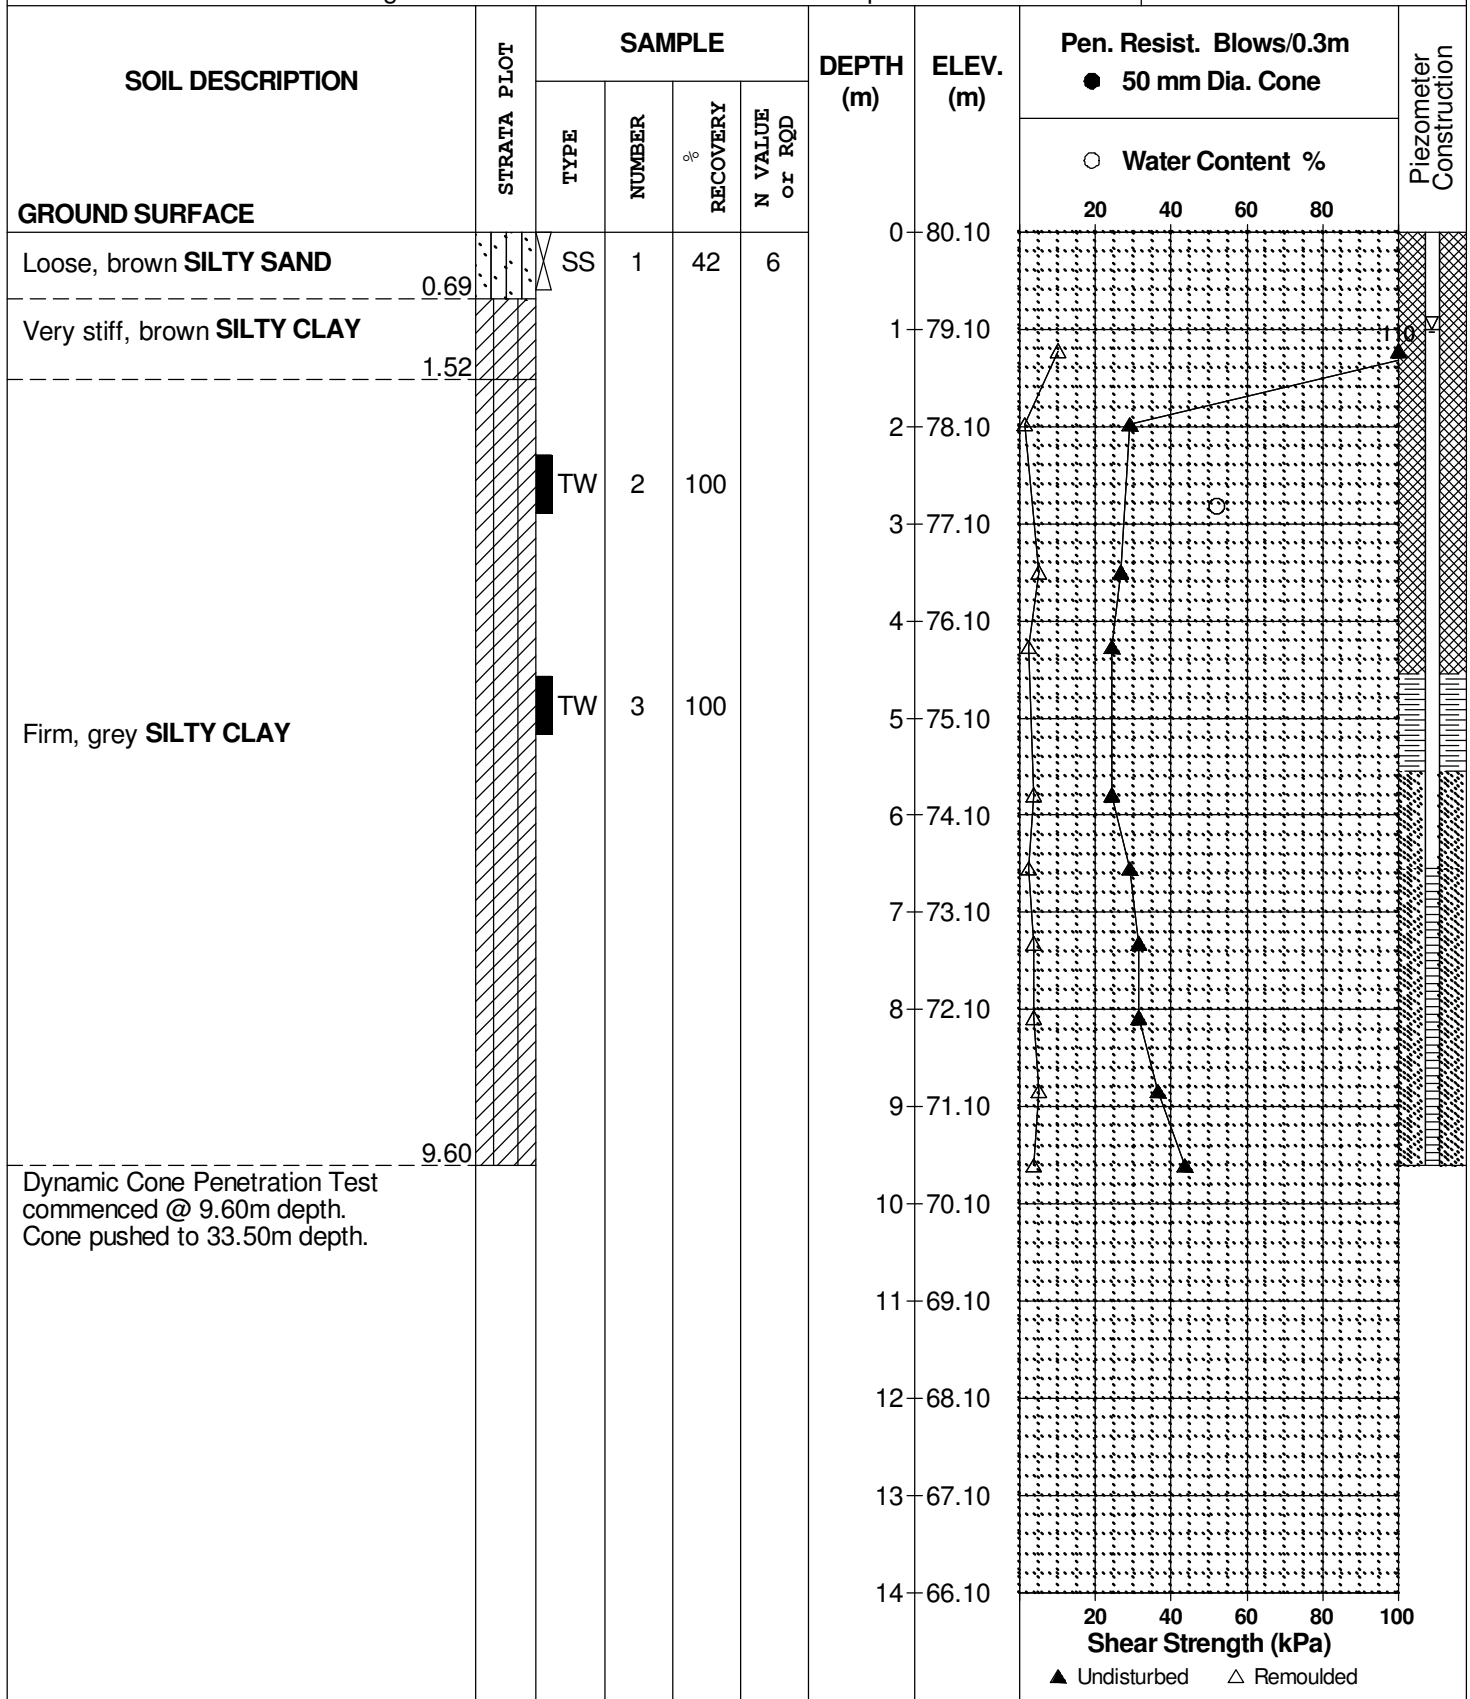 SOIL DESCRIPTION
GROUND SURFACE
STRATA PLOT
SAMPLE
TYPE
NUMBER
% RECOVERY
N VALUE or RQD
DEPTH (m)
ELEV. (m)
Pen. Resist. Blows/0.3m
● 50 mm Dia. Cone
○ Water Content %
20 40 60 80
Piezometer Construction
0 80.10
Loose, brown SILTY SAND
0.69
SS 1 42 6
Very stiff, brown SILTY CLAY
1.52
1 79.10
110
2 78.10
TW 2 100
3 77.10
4 76.10
TW 3 100
5 75.10
Firm, grey SILTY CLAY
6 74.10
7 73.10
8 72.10
9 71.10
9.60
Dynamic Cone Penetration Test
commenced @ 9.60m depth.
Cone pushed to 33.50m depth.
10 70.10
11 69.10
12 68.10
13 67.10
14 66.10
20 40 60 80 100
Shear Strength (kPa)
▲ Undisturbed △ Remoulded